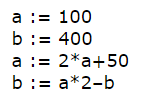 a := 100
b := 400
a := 2*a+50
b := a*2-b